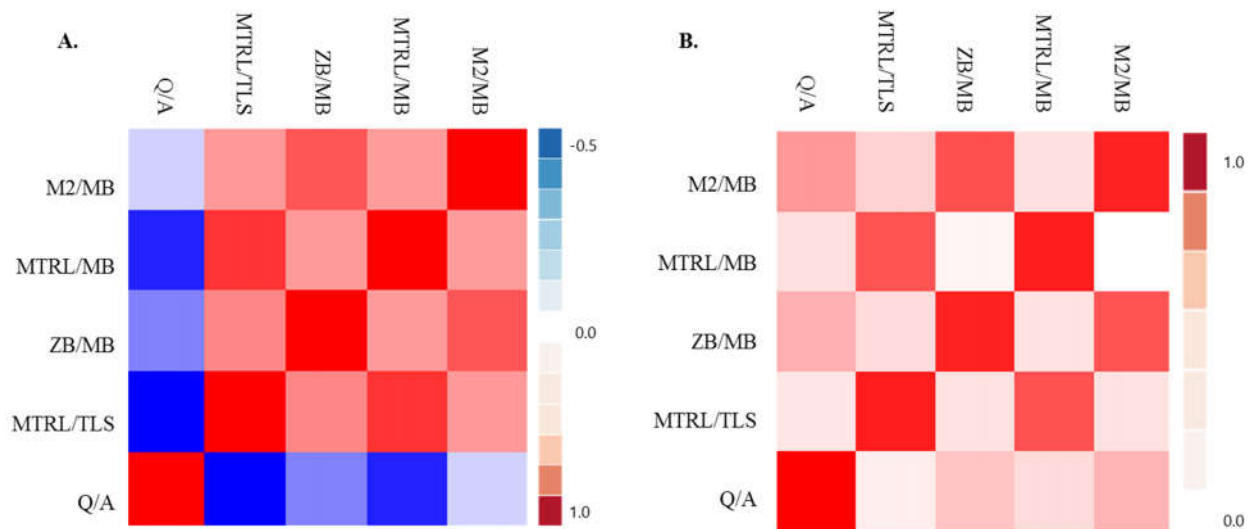 A.
Q/A
MTRL/TLS
ZB/MB
MTRL/MB
M2/MB
M2/MB
MTRL/MB
ZB/MB
MTRL/TLS
Q/A
-0.5
0.0
1.0
B.
Q/A
MTRL/TLS
ZB/MB
MTRL/MB
M2/MB
M2/MB
MTRL/MB
ZB/MB
MTRL/TLS
Q/A
1.0
0.0